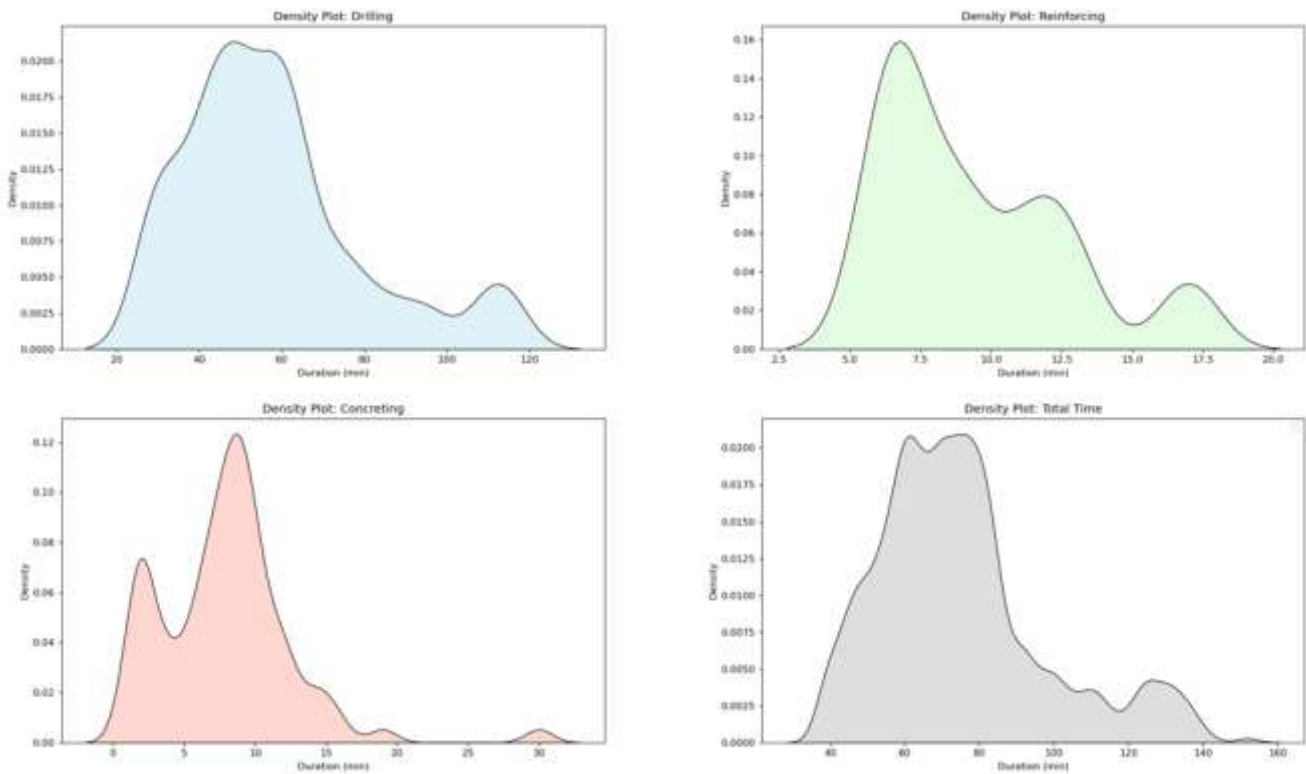 Density Plot: Drilling
0.0200
0.0175
0.0150
0.0125
0.0100
0.0075
0.0050
0.0025
0.0000
Density
20 40 60 80 100 120
Duration (min)
Density Plot: Reinforcing
0.16
0.14
0.12
0.10
0.08
0.06
0.04
0.02
0.00
Density
2.5 5.0 7.5 10.0 12.5 15.0 17.5 20.0
Duration (min)
Density Plot: Concreting
0.12
0.10
0.08
0.06
0.04
0.02
0.00
Density
0 5 10 15 20 25 30
Duration (min)
Density Plot: Total Time
0.0200
0.0175
0.0150
0.0125
0.0100
0.0075
0.0050
0.0025
0.0000
Density
40 60 80 100 120 140 160
Duration (min)